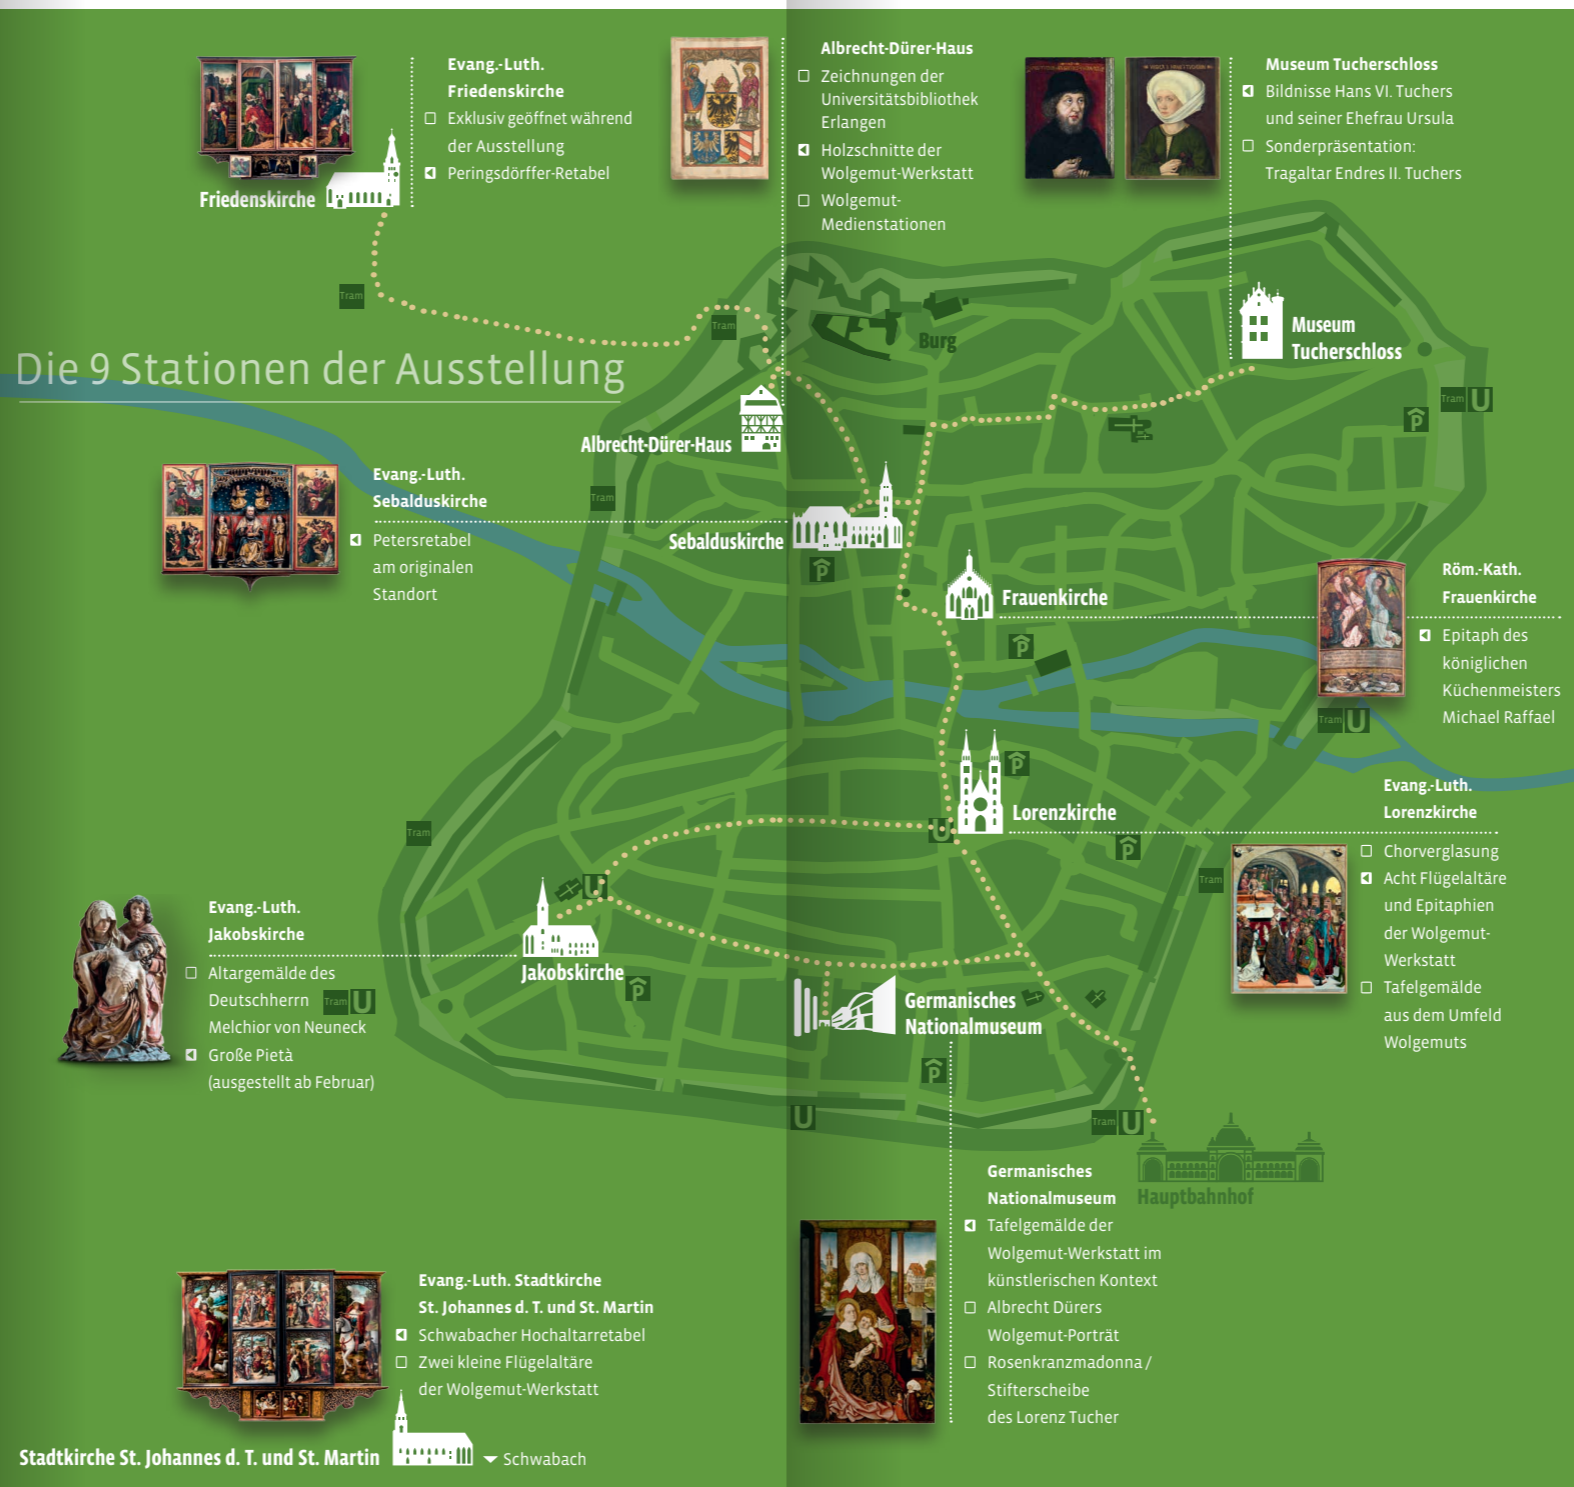 Evang.-Luth.
Friedenskirche
Exklusiv geöffnet während
der Ausstellung
Peringsdörffer-Retabel
Friedenskirche
Albrecht-Dürer-Haus
Zeichnungen der
Universitätsbibliothek
Erlangen
Holzschnitte der
Wolgemut-Werkstatt
Wolgemut-
Medienstationen
Museum Tucherschloss
Bildnisse Hans VI. Tuchers
und seiner Ehefrau Ursula
Sonderpräsentation:
Tragaltar Endres II. Tuchers
Tram
Tram
Burg
Museum
Tucherschloss
Die 9 Stationen der Ausstellung
Tram U
P
Albrecht-Dürer-Haus
Evang.-Luth.
Sebalduskirche
Petersretabel
am originalen
Standort
Tram
Sebalduskirche
P
Frauenkirche
P
Röm.-Kath.
Frauenkirche
Epitaph des
königlichen
Küchenmeisters
Michael Raffael
Tram U
P
Lorenzkirche
U
P
Evang.-Luth.
Lorenzkirche
Chorverglasung
Acht Flügelaltäre
und Epitaphien
der Wolgemut-
Werkstatt
Tafelgemälde
aus dem Umfeld
Wolgemuts
Tram
Tram
U
Evang.-Luth.
Jakobskirche
Altargemälde des
Deutschherrn
Melchior von Neuneck
Große Pietà
(ausgestellt ab Februar)
Tram U
Jakobskirche
P
Germanisches
Nationalmuseum
P
U
Tram U
Hauptbahnhof
Germanisches
Nationalmuseum
Tafelgemälde der
Wolgemut-Werkstatt im
künstlerischen Kontext
Albrecht Dürers
Wolgemut-Porträt
Rosenkranzmadonna /
Stifterscheibe
des Lorenz Tucher
Evang.-Luth. Stadtkirche
St. Johannes d. T. und St. Martin
Schwabacher Hochaltarretabel
Zwei kleine Flügelaltäre
der Wolgemut-Werkstatt
Stadtkirche St. Johannes d. T. und St. Martin
Schwabach